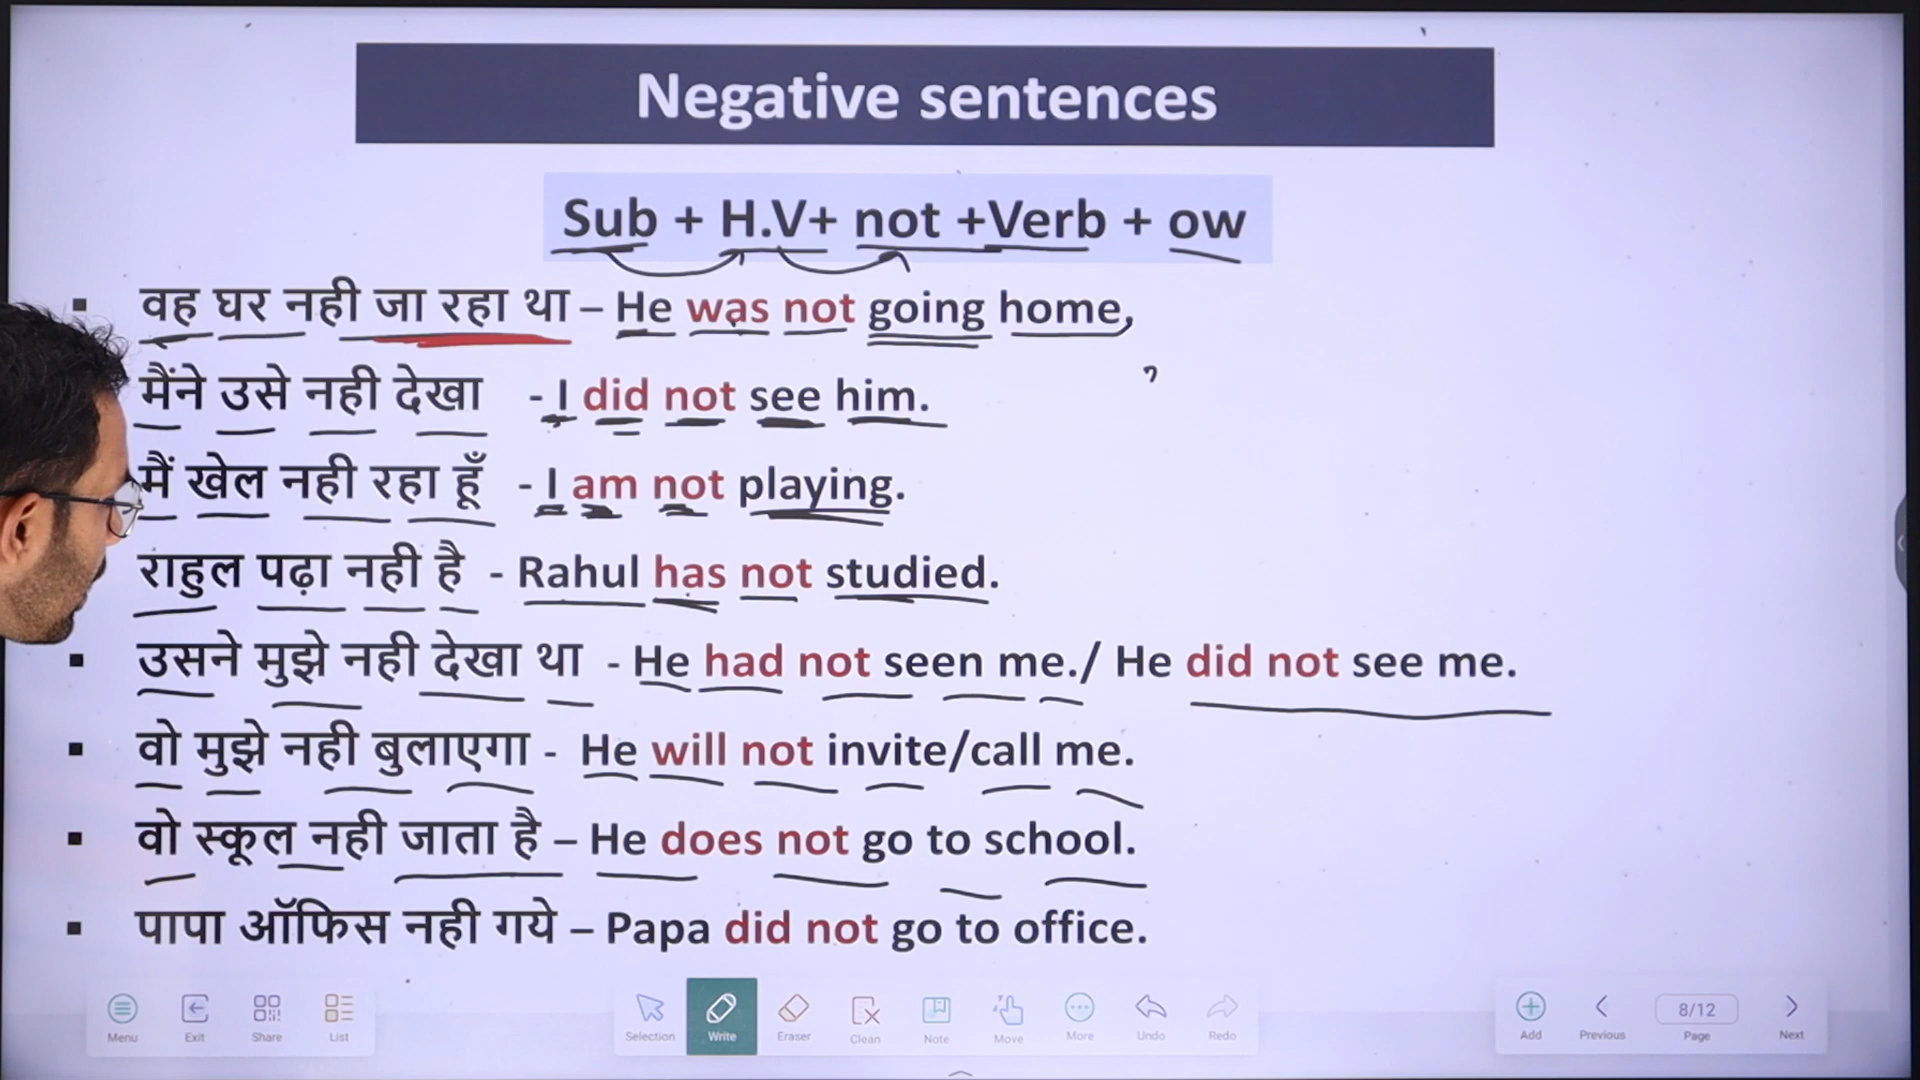 Negative sentences
Sub + H.V+ not +Verb + ow
▪ वह घर नही जा रहा था – He was not going home,
मैंने उसे नही देखा - I did not see him.
मैं खेल नही रहा हूँ - I am not playing.
राहुल पढ़ा नही है - Rahul has not studied.
▪ उसने मुझे नही देखा था - He had not seen me./ He did not see me.
▪ वो मुझे नही बुलाएगा - He will not invite/call me.
▪ वो स्कूल नही जाता है – He does not go to school.
▪ पापा ऑफिस नही गये – Papa did not go to office.
Menu Exit Share List Selection Write Eraser Clean Note Move More Undo Redo Add Previous 8/12 Page Next